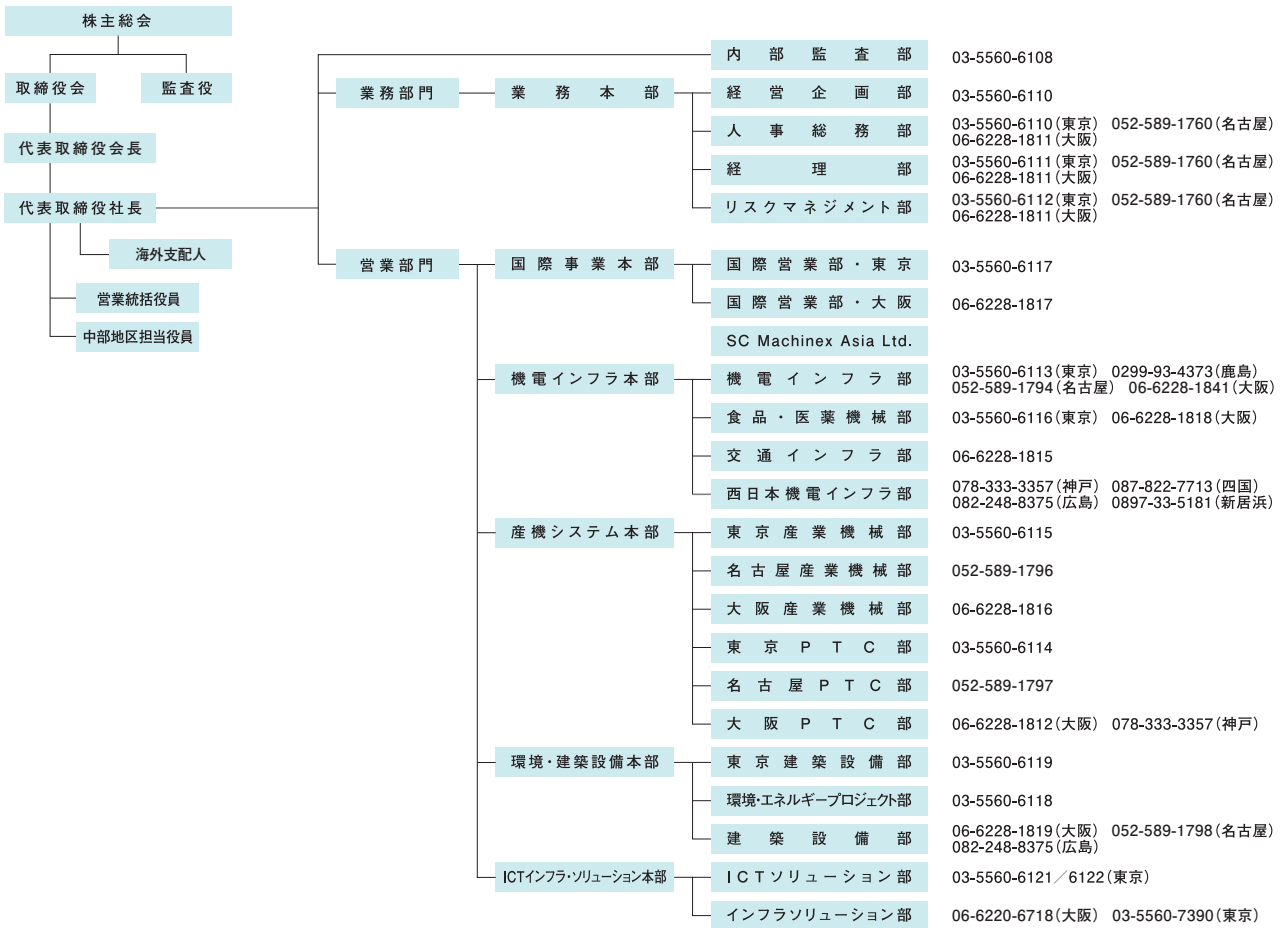 株主総会
取締役会
監査役
代表取締役会長
代表取締役社長
海外支配人
営業統括役員
中部地区担当役員
内部監査部 03-5560-6108
業務部門
業務本部
経営企画部 03-5560-6110
人事総務部 03-5560-6110(東京) 052-589-1760(名古屋)
06-6228-1811(大阪)
経理部 03-5560-6111(東京) 052-589-1760(名古屋)
06-6228-1811(大阪)
リスクマネジメント部 03-5560-6112(東京) 052-589-1760(名古屋)
06-6228-1811(大阪)
営業部門
国際事業本部
国際営業部・東京 03-5560-6117
国際営業部・大阪 06-6228-1817
SC Machinex Asia Ltd.
機電インフラ本部
機電インフラ部 03-5560-6113(東京) 0299-93-4373(鹿島)
052-589-1794(名古屋) 06-6228-1841(大阪)
食品・医薬機械部 03-5560-6116(東京) 06-6228-1818(大阪)
交通インフラ部 06-6228-1815
西日本機電インフラ部 078-333-3357(神戸) 087-822-7713(四国)
082-248-8375(広島) 0897-33-5181(新居浜)
産機システム本部
東京産業機械部 03-5560-6115
名古屋産業機械部 052-589-1796
大阪産業機械部 06-6228-1816
東京PTC部 03-5560-6114
名古屋PTC部 052-589-1797
大阪PTC部 06-6228-1812(大阪) 078-333-3357(神戸)
環境・建築設備本部
東京建築設備部 03-5560-6119
環境・エネルギープロジェクト部 03-5560-6118
建築設備部 06-6228-1819(大阪) 052-589-1798(名古屋)
082-248-8375(広島)
ICTインフラ・ソリューション本部
ICTソリューション部 03-5560-6121/6122(東京)
インフラソリューション部 06-6220-6718(大阪) 03-5560-7390(東京)